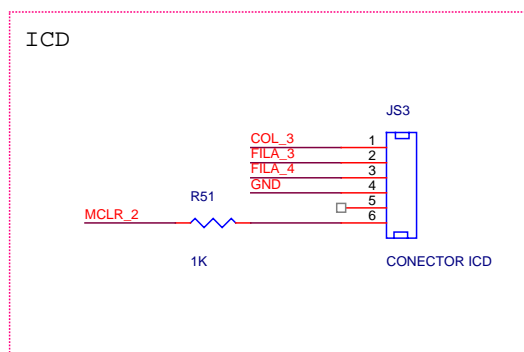 ICD
JS3
COL_3 1
FILA_3 2
FILA_4 3
GND 4
5
R51
MCLR_2 6
1K
CONECTOR ICD